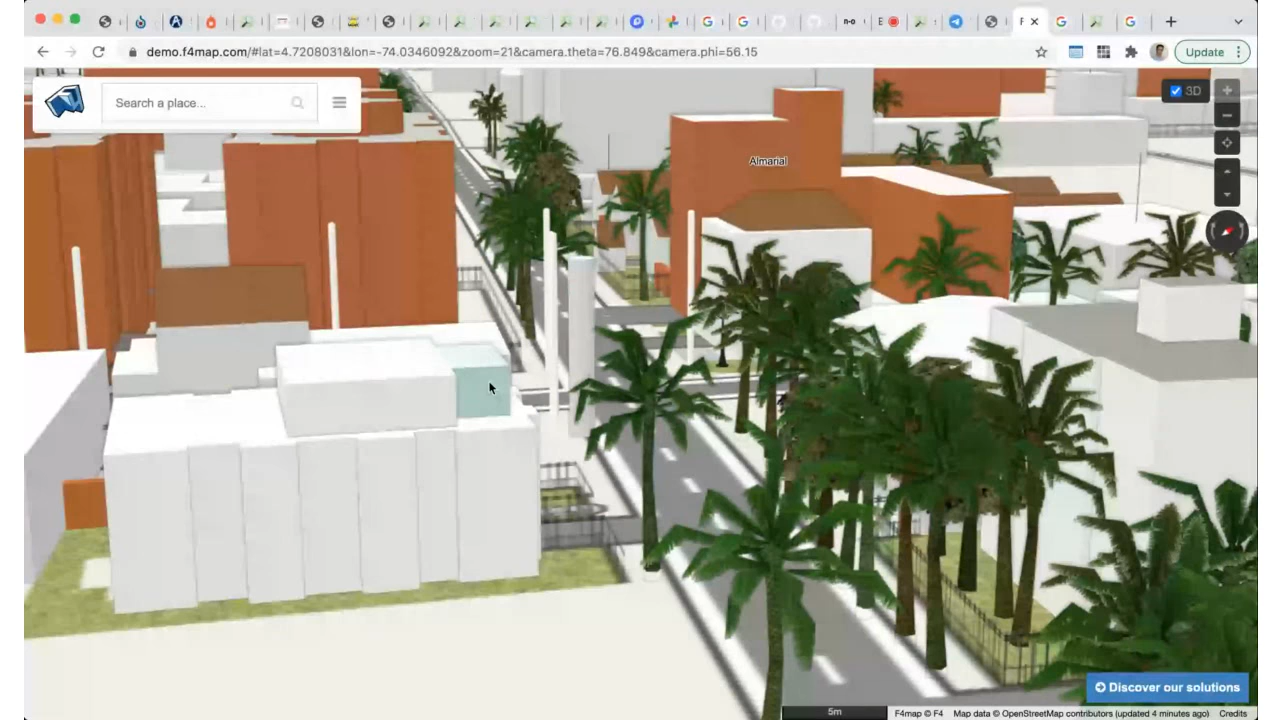 demo.f4map.com/#lat=4.7208031&lon=-74.0346092&zoom=21&camera.theta=76.849&camera.phi=56.15
Update
Search a place...
3D
Almarial
Discover our solutions
5m
F4map © F4
Map data © OpenStreetMap contributors (updated 4 minutes ago)
Credits